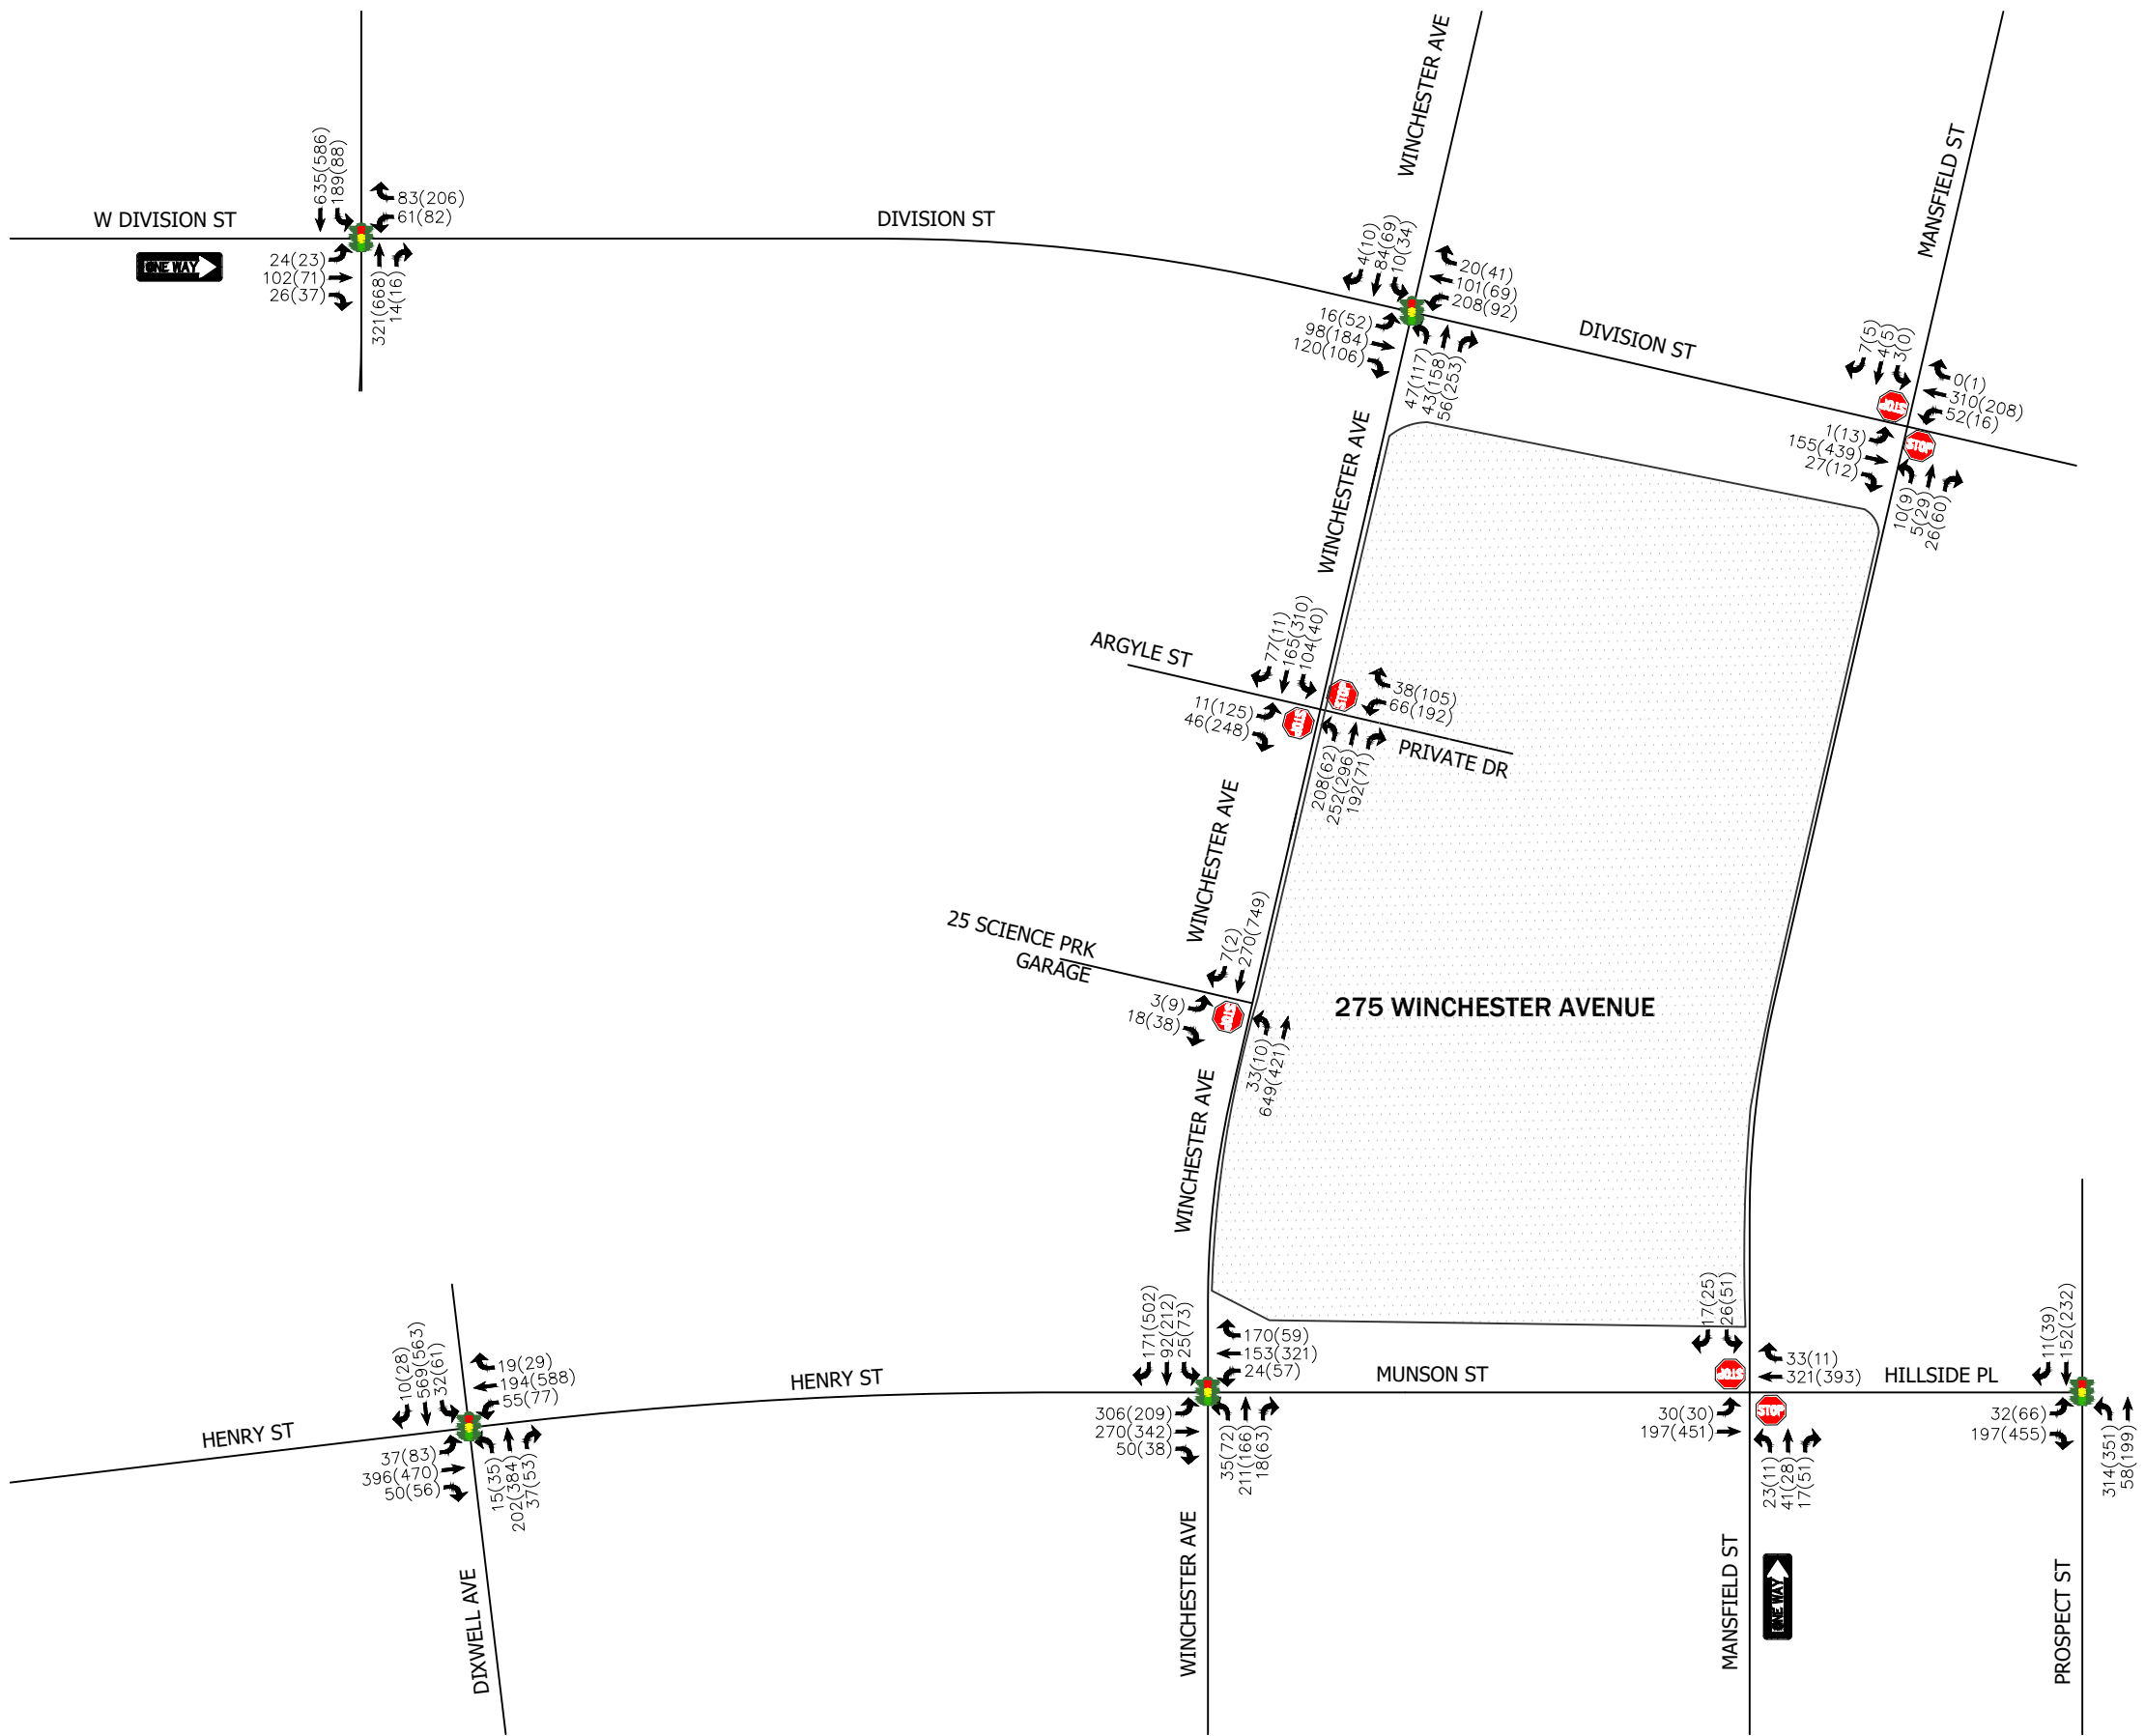 WINCHESTER AVE
MANSFIELD ST
W DIVISION ST
ONE WAY
635(586)
189(88)
83(206)
61(82)
24(23)
102(71)
26(37)
321(668)
14(16)
DIVISION ST
4(10)
84(69)
10(34)
20(41)
101(69)
208(92)
16(52)
98(184)
120(106)
47(117)
43(158)
56(253)
DIVISION ST
7(5)
4(5)
3(0)
0(1)
310(208)
52(16)
STOP
1(13)
155(439)
27(12)
STOP
10(9)
5(29)
26(60)
WINCHESTER AVE
ARGYLE ST
77(11)
165(310)
104(40)
STOP
38(105)
66(192)
11(125)
46(248)
STOP
208(62)
252(296)
192(71)
PRIVATE DR
WINCHESTER AVE
25 SCIENCE PRK
GARAGE
7(2)
270(749)
3(9)
18(38)
STOP
33(10)
649(421)
275 WINCHESTER AVENUE
WINCHESTER AVE
HENRY ST
10(28)
569(563)
32(61)
19(29)
194(588)
55(77)
37(83)
396(470)
50(56)
15(35)
202(384)
37(53)
DIXWELL AVE
HENRY ST
171(502)
92(212)
25(73)
170(59)
153(321)
24(57)
306(209)
270(342)
50(38)
35(72)
211(166)
18(63)
WINCHESTER AVE
MUNSON ST
17(25)
26(51)
STOP
33(11)
321(393)
30(30)
197(451)
STOP
23(11)
41(28)
17(51)
MANSFIELD ST
ONE WAY
HILLSIDE PL
11(39)
152(232)
32(66)
197(455)
314(351)
58(199)
PROSPECT ST